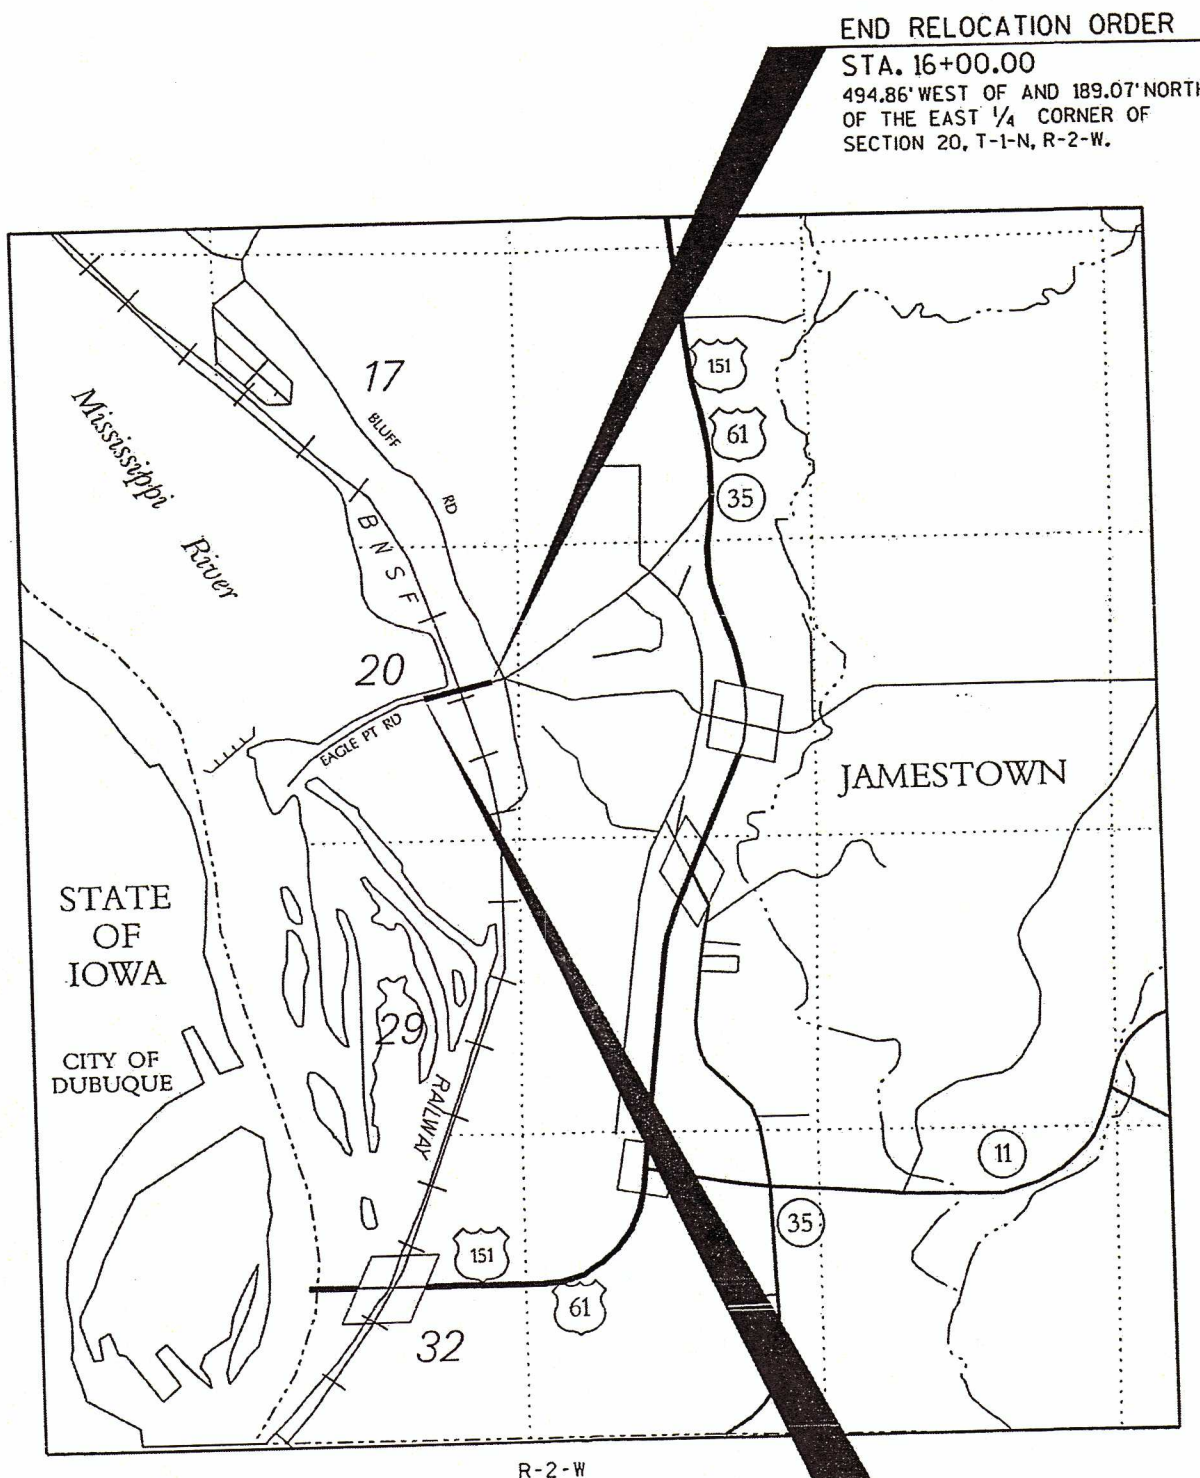 END RELOCATION ORDER
STA. 16+00.00
494.86' WEST OF AND 189.07' NORTH
OF THE EAST 1/4 CORNER OF
SECTION 20, T-1-N, R-2-W.
17
151
Mississippi
River
BLUFF
RD
61
35
BNSF
20
EAGLE PT RD
JAMESTOWN
STATE
OF
IOWA
29
CITY OF
DUBUQUE
RAILWAY
11
35
151
61
32
R-2-W